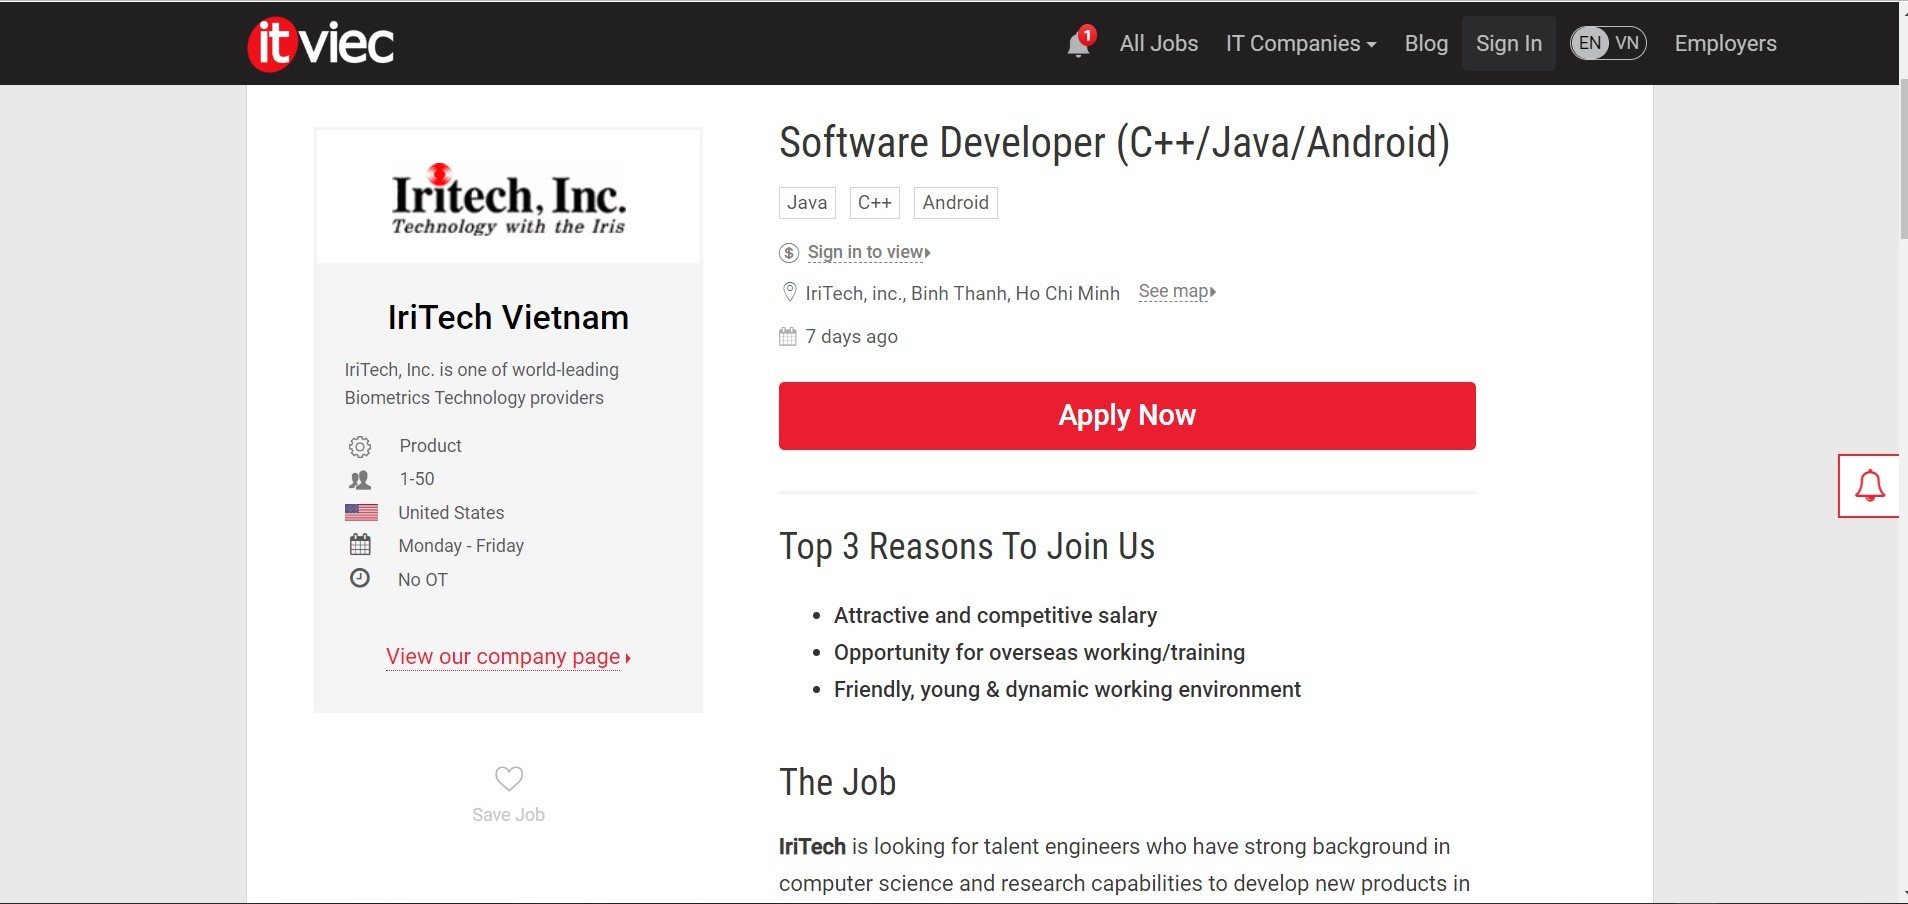 itviec
1
All Jobs
IT Companies
Blog
Sign In
EN VN
Employers
Iritech, Inc.
Technology with the Iris
IriTech Vietnam
IriTech, Inc. is one of world-leading
Biometrics Technology providers
Product
1-50
United States
Monday - Friday
No OT
View our company page
Save Job
Software Developer (C++/Java/Android)
Java
C++
Android
$ Sign in to view
IriTech, inc., Binh Thanh, Ho Chi Minh See map
7 days ago
Apply Now
Top 3 Reasons To Join Us
• Attractive and competitive salary
• Opportunity for overseas working/training
• Friendly, young & dynamic working environment
The Job
IriTech is looking for talent engineers who have strong background in
computer science and research capabilities to develop new products in